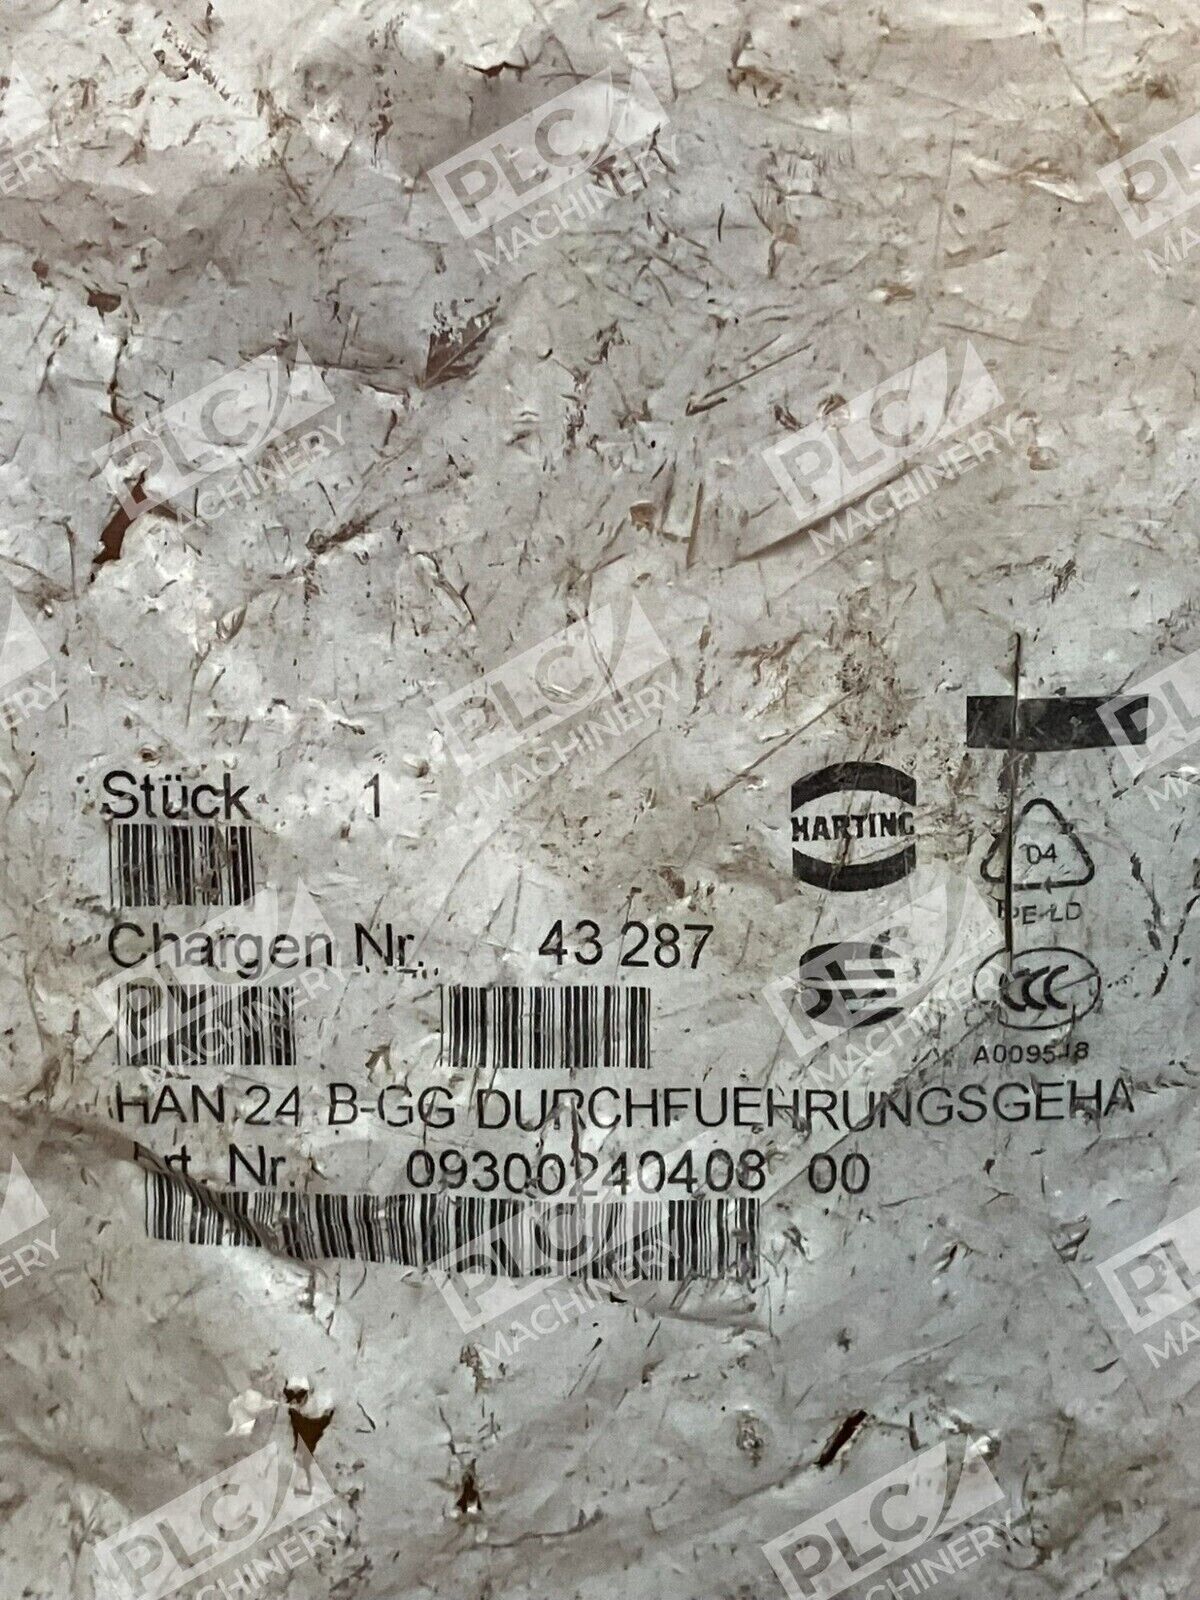 Stück 1
HARTING
04
PE-LD
Chargen Nr. 43 287
A009518
HAN 24 B-GG DURCHFUEHRUNGSGEHA
Art. Nr. 09300240408 00
PLC MACHINERY